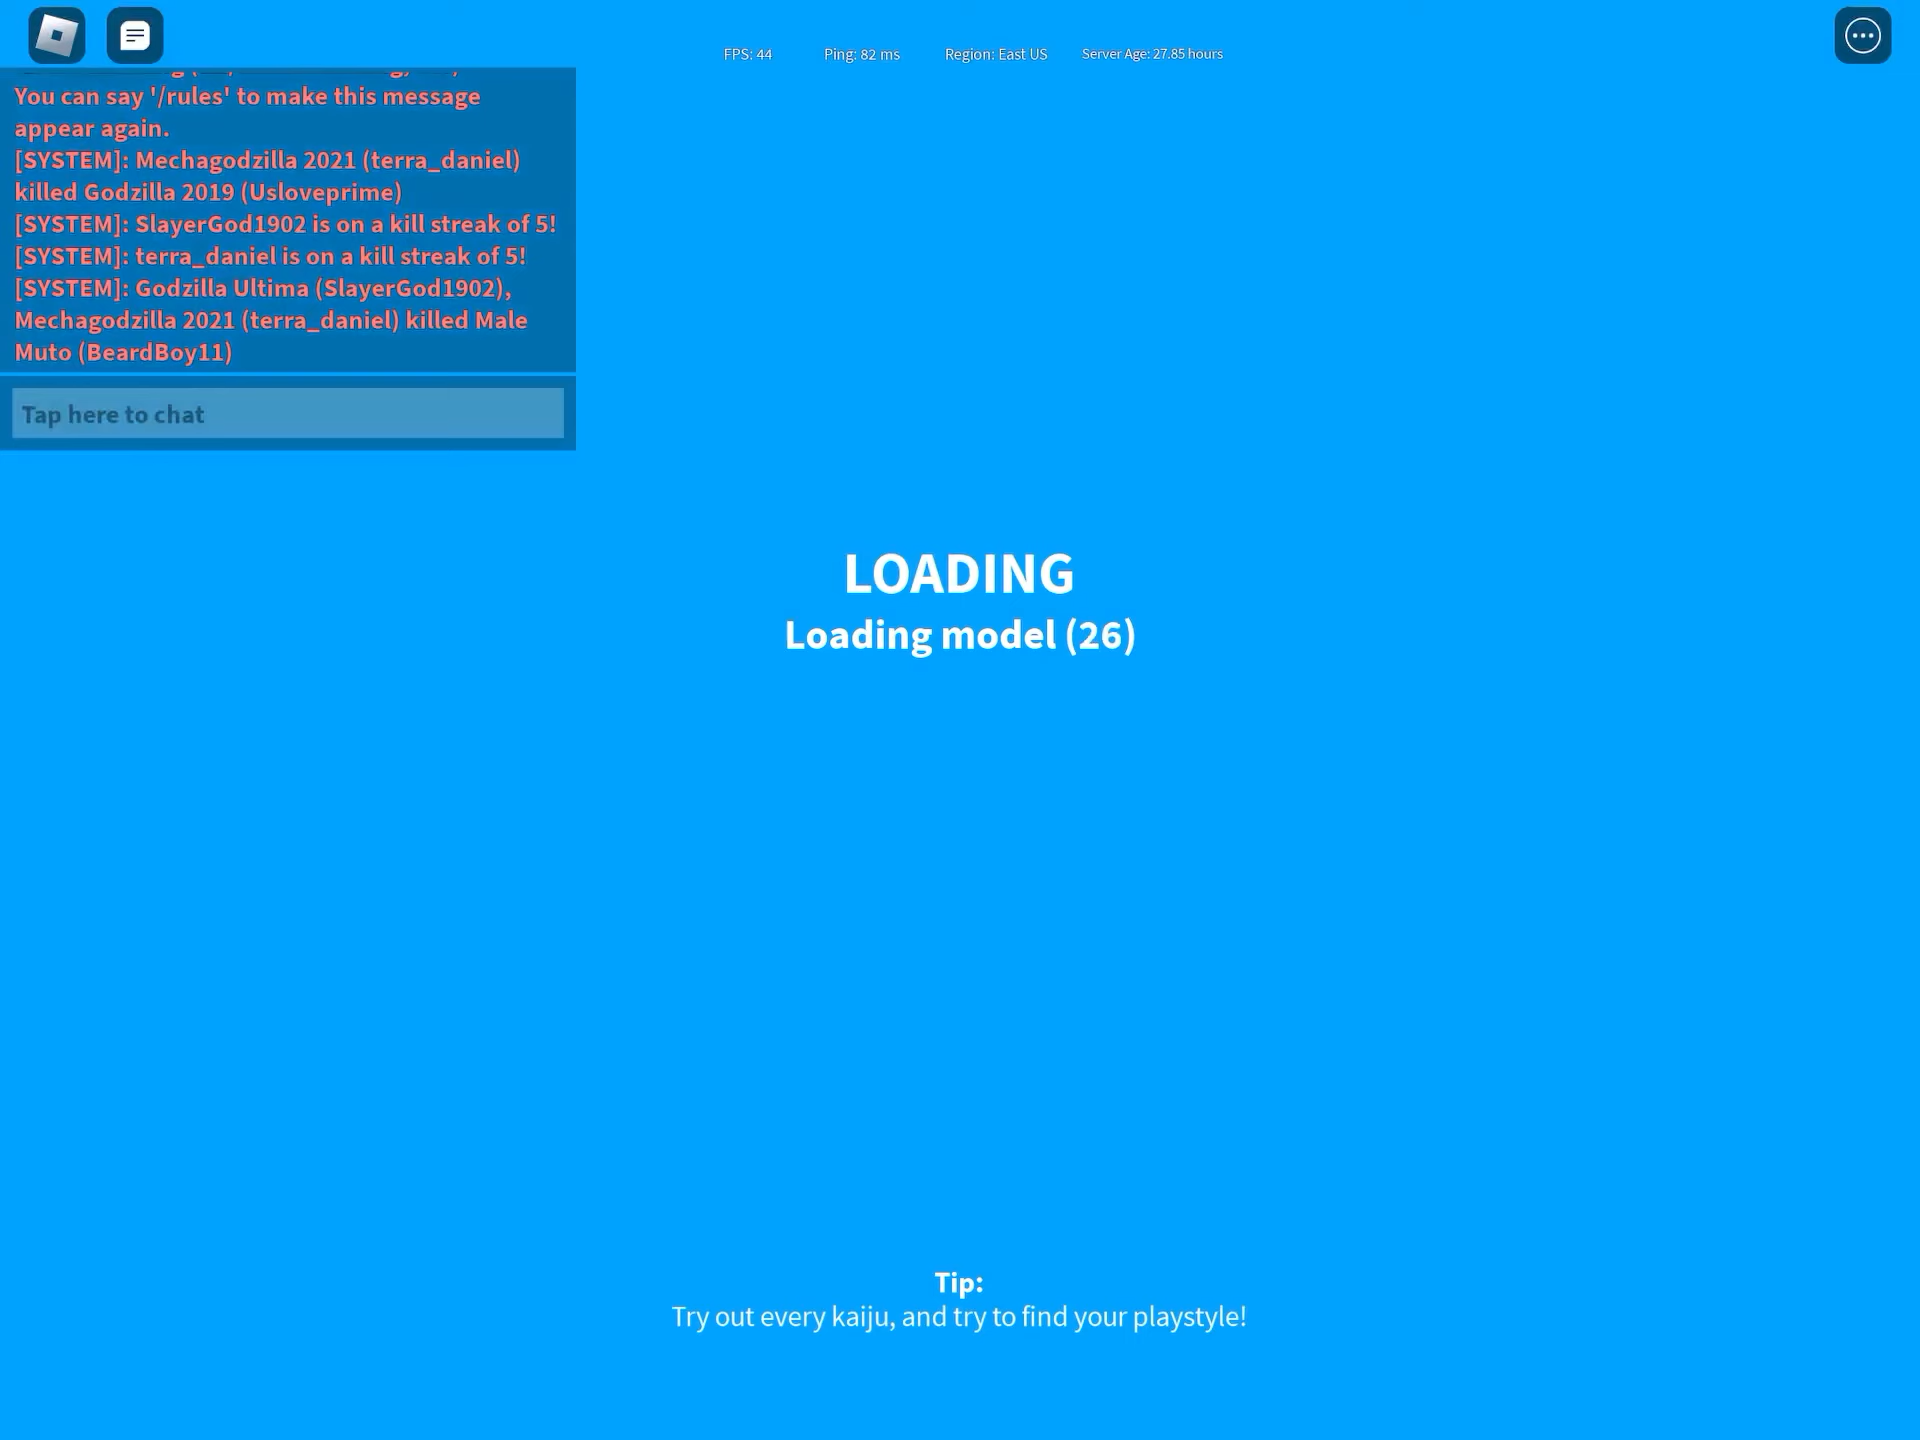 FPS: 44 Ping: 82 ms Region: East US Server Age: 27.85 hours
You can say '/rules' to make this message
appear again.
[SYSTEM]: Mechagodzilla 2021 (terra_daniel)
killed Godzilla 2019 (Usloveprime)
[SYSTEM]: SlayerGod1902 is on a kill streak of 5!
[SYSTEM]: terra_daniel is on a kill streak of 5!
[SYSTEM]: Godzilla Ultima (SlayerGod1902),
Mechagodzilla 2021 (terra_daniel) killed Male
Muto (BeardBoy11)
Tap here to chat
LOADING
Loading model (26)
Tip:
Try out every kaiju, and try to find your playstyle!